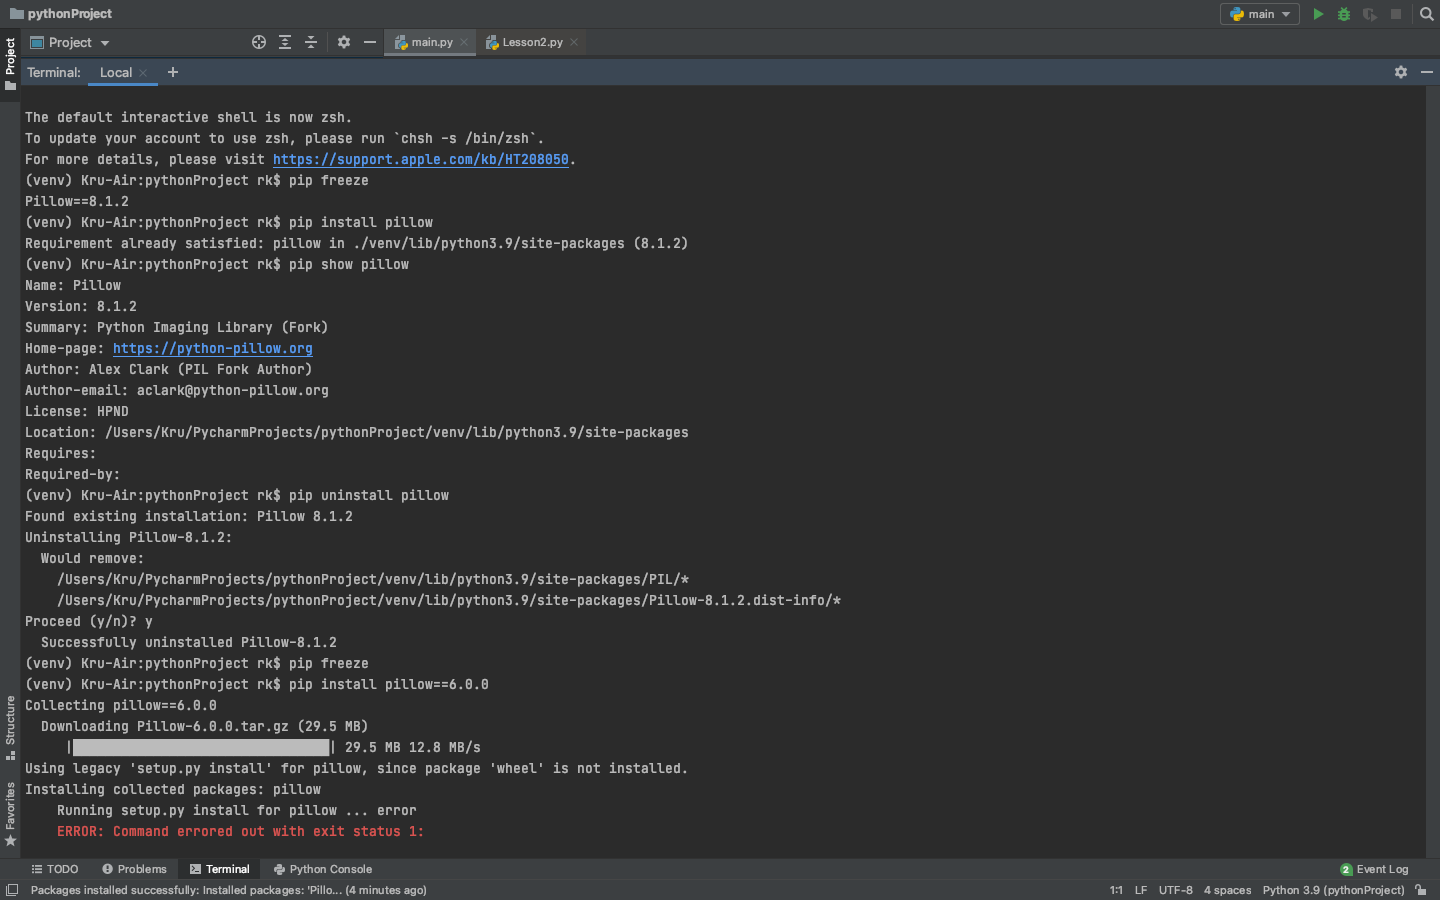 pythonProject
main
Project
Project
main.py
Lesson2.py
Terminal:
Local
The default interactive shell is now zsh.
To update your account to use zsh, please run `chsh -s /bin/zsh`.
For more details, please visit https://support.apple.com/kb/HT208050.
(venv) Kru-Air:pythonProject rk$ pip freeze
Pillow==8.1.2
(venv) Kru-Air:pythonProject rk$ pip install pillow
Requirement already satisfied: pillow in ./venv/lib/python3.9/site-packages (8.1.2)
(venv) Kru-Air:pythonProject rk$ pip show pillow
Name: Pillow
Version: 8.1.2
Summary: Python Imaging Library (Fork)
Home-page: https://python-pillow.org
Author: Alex Clark (PIL Fork Author)
Author-email: aclark@python-pillow.org
License: HPND
Location: /Users/Kru/PycharmProjects/pythonProject/venv/lib/python3.9/site-packages
Requires:
Required-by:
(venv) Kru-Air:pythonProject rk$ pip uninstall pillow
Found existing installation: Pillow 8.1.2
Uninstalling Pillow-8.1.2:
Would remove:
/Users/Kru/PycharmProjects/pythonProject/venv/lib/python3.9/site-packages/PIL/*
/Users/Kru/PycharmProjects/pythonProject/venv/lib/python3.9/site-packages/Pillow-8.1.2.dist-info/*
Proceed (y/n)? y
Successfully uninstalled Pillow-8.1.2
(venv) Kru-Air:pythonProject rk$ pip freeze
(venv) Kru-Air:pythonProject rk$ pip install pillow==6.0.0
Collecting pillow==6.0.0
Downloading Pillow-6.0.0.tar.gz (29.5 MB)
| | 29.5 MB 12.8 MB/s
Using legacy 'setup.py install' for pillow, since package 'wheel' is not installed.
Installing collected packages: pillow
Running setup.py install for pillow ... error
ERROR: Command errored out with exit status 1:
Structure
Favorites
TODO
Problems
Terminal
Python Console
2 Event Log
Packages installed successfully: Installed packages: 'Pillo... (4 minutes ago)
1:1 LF UTF-8 4 spaces Python 3.9 (pythonProject)